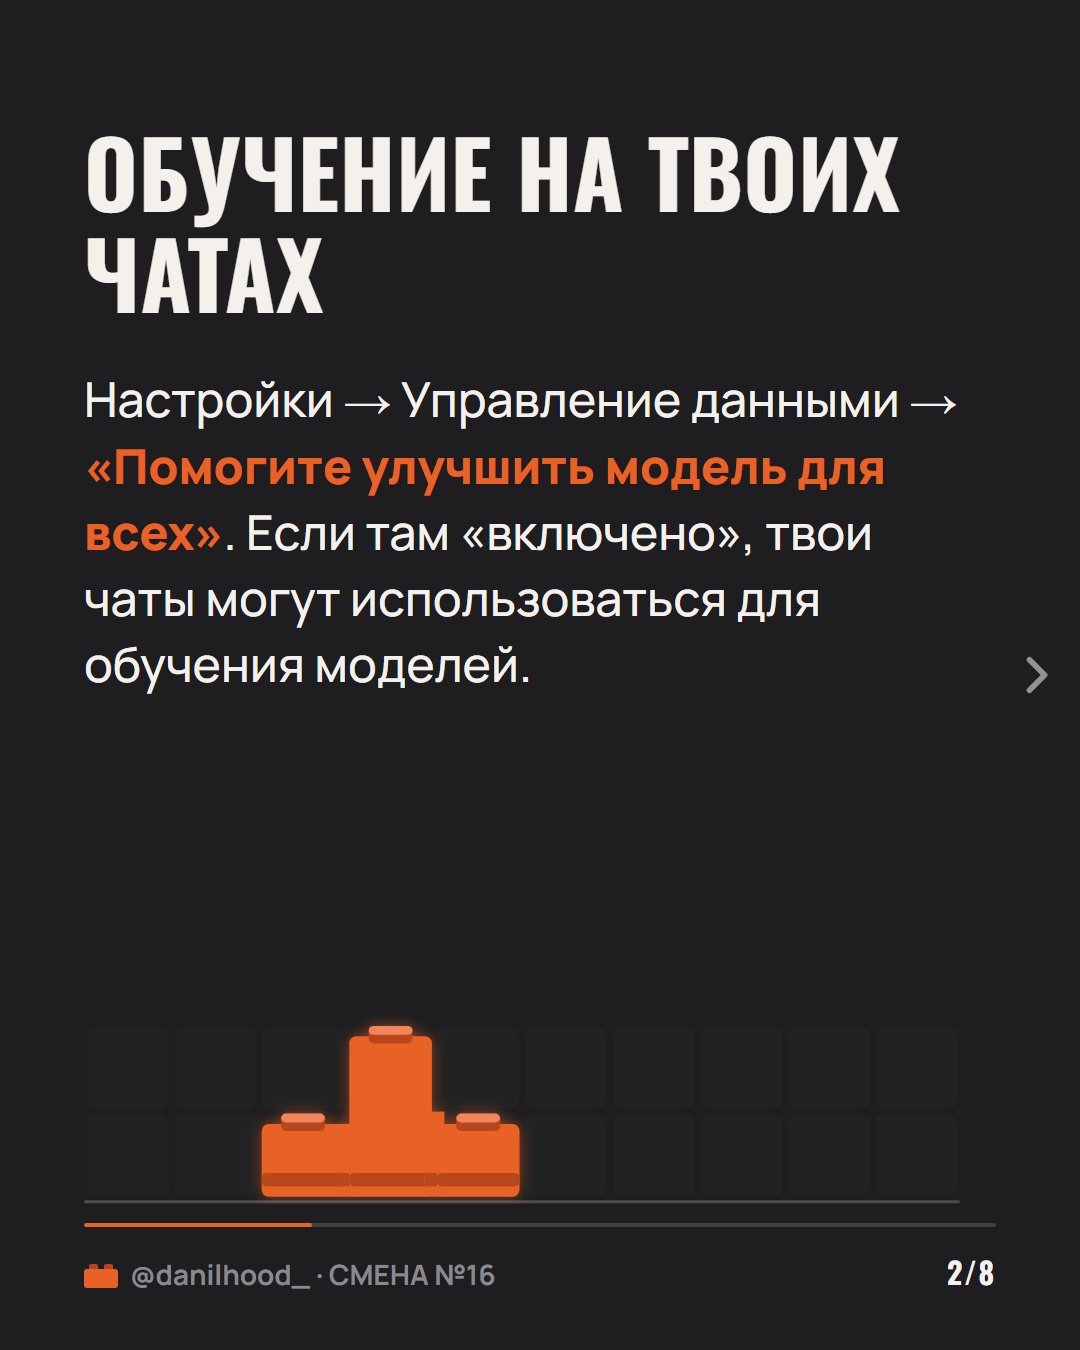 ОБУЧЕНИЕ НА ТВОИХ
ЧАТАХ
Настройки → Управление данными →
«Помогите улучшить модель для
всех». Если там «включено», твои
чаты могут использоваться для
обучения моделей.
@danilhood_ · СМЕНА №16
2/8